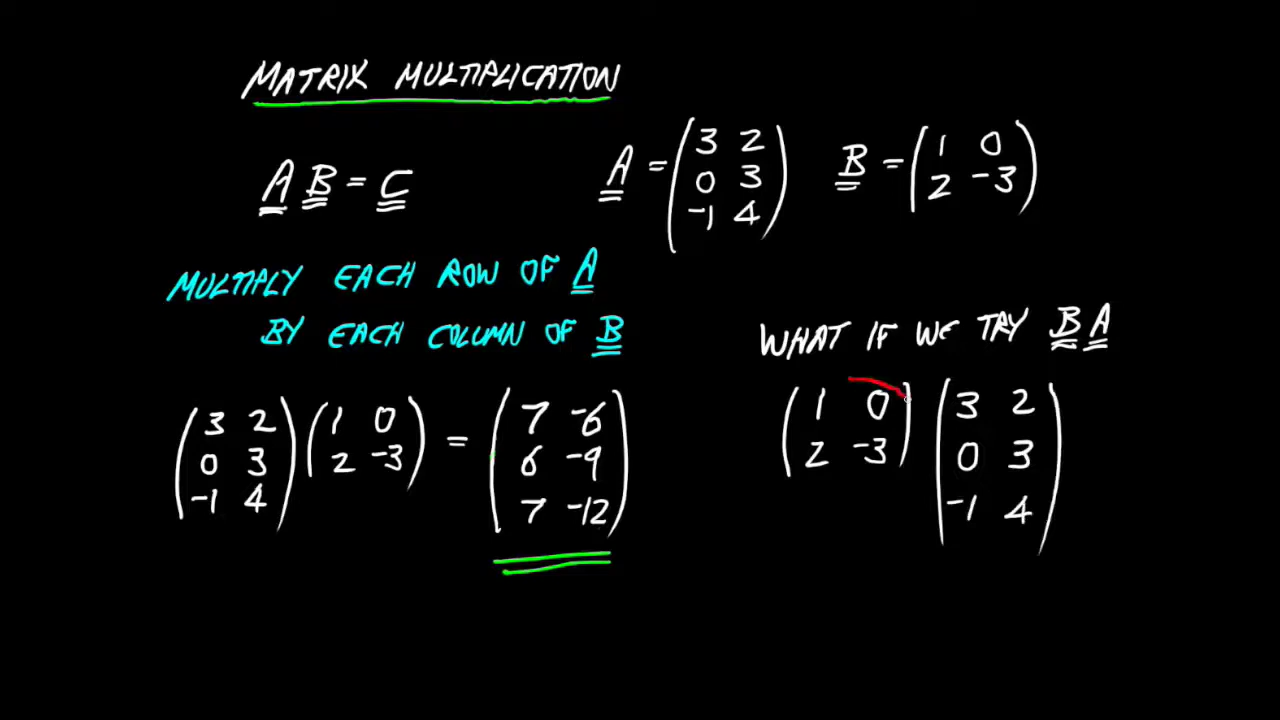 MATRIX MULTIPLICATION
A B = C
A = (3 2
0 3
-1 4)
B = (1 0
2 -3)
MULTIPLY EACH ROW OF A
BY EACH COLUMN OF B
(3 2
0 3
-1 4)
(1 0
2 -3)
=
(7 -6
6 -9
7 -12)
WHAT IF WE TRY B A
(1 0
2 -3)
(3 2
0 3
-1 4)